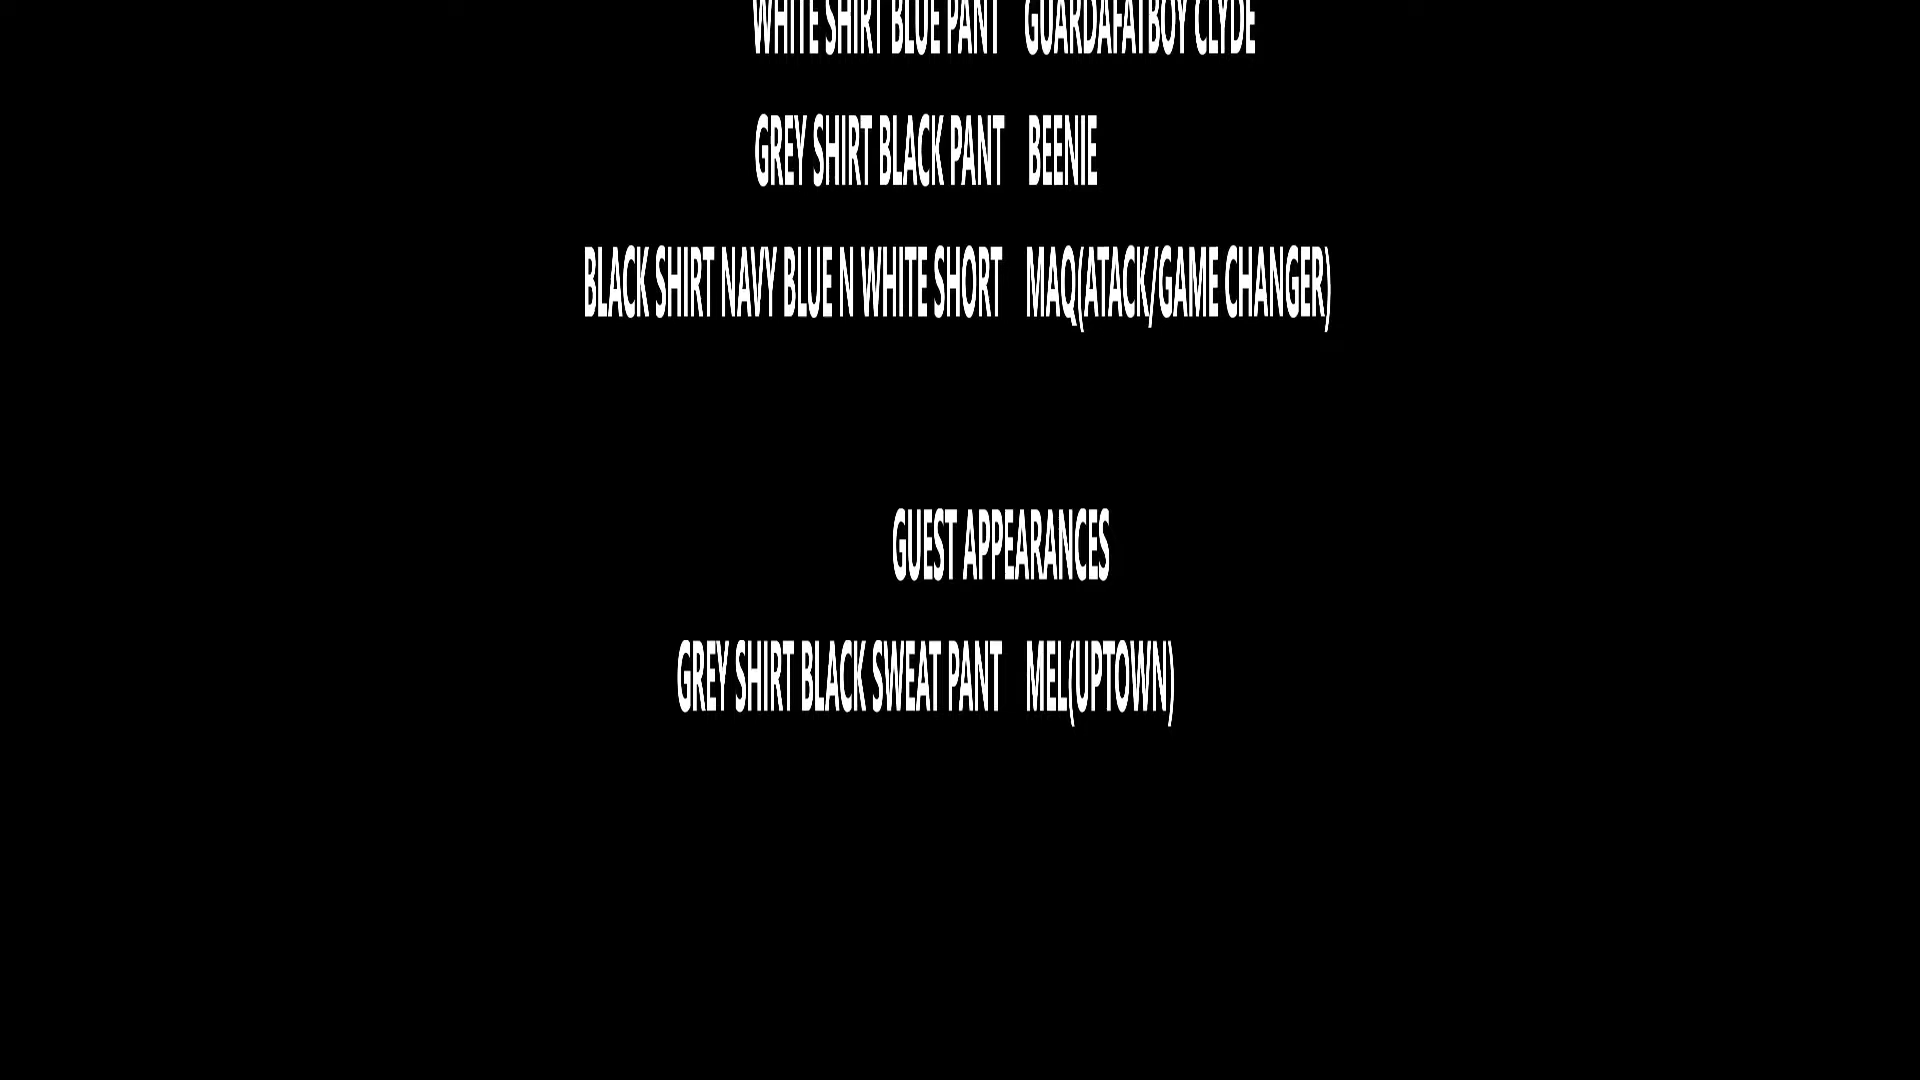 WHITE SHIRT BLUE PANT GUARDAFATBOY CLYDE
GREY SHIRT BLACK PANT BEENIE
BLACK SHIRT NAVY BLUE N WHITE SHORT MAQ(ATACK/GAME CHANGER)
GUEST APPEARANCES
GREY SHIRT BLACK SWEAT PANT MEL(UPTOWN)